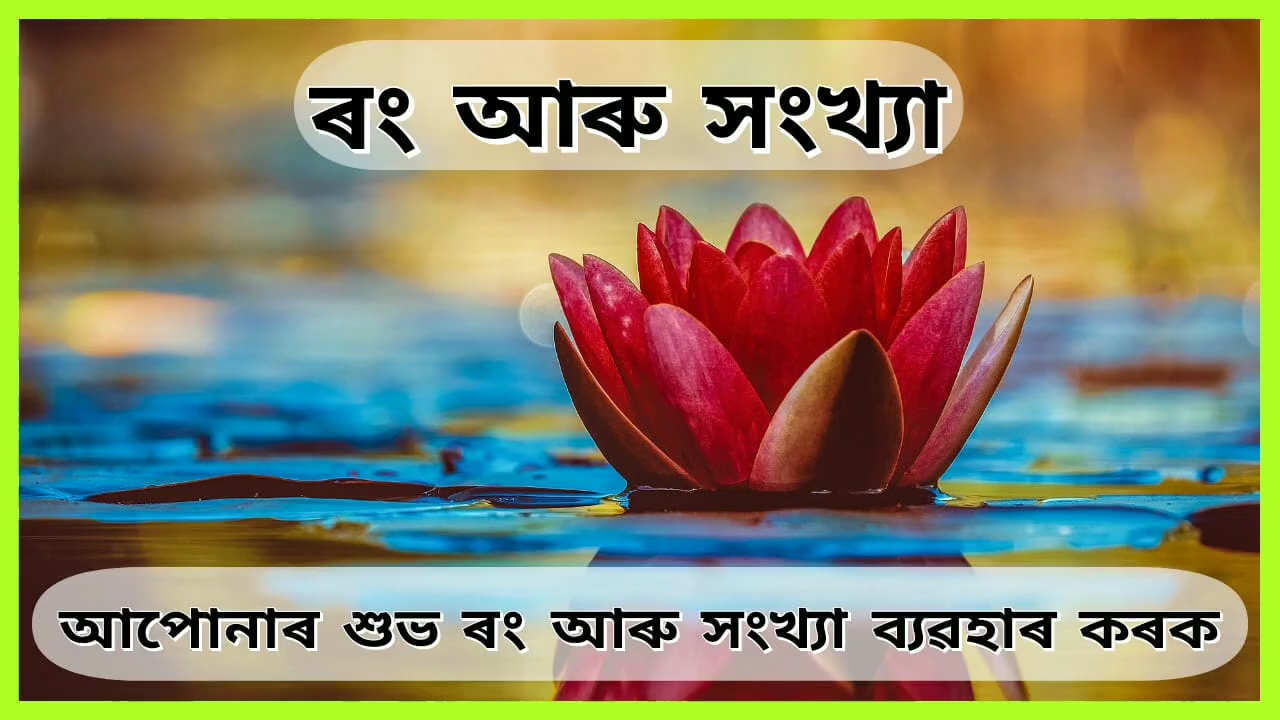 ৰং আৰু সংখ্যা
আপোনাৰ শুভ ৰং আৰু সংখ্যা ব্যৱহাৰ কৰক